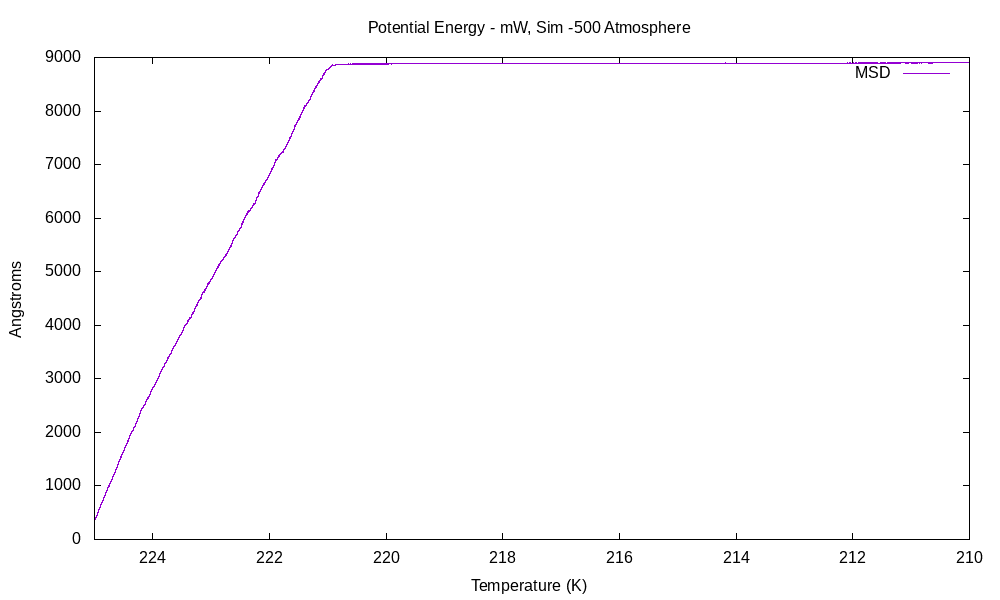 Potential Energy - mW, Sim -500 Atmosphere
9000
MSD
8000
7000
6000
5000
Angstroms
4000
3000
2000
1000
0
224 222 220 218 216 214 212 210
Temperature (K)